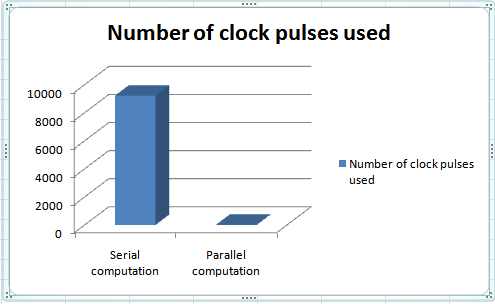 Number of clock pulses used
10000
8000
6000
4000
2000
0
Serial
computation
Parallel
computation
Number of clock pulses
used